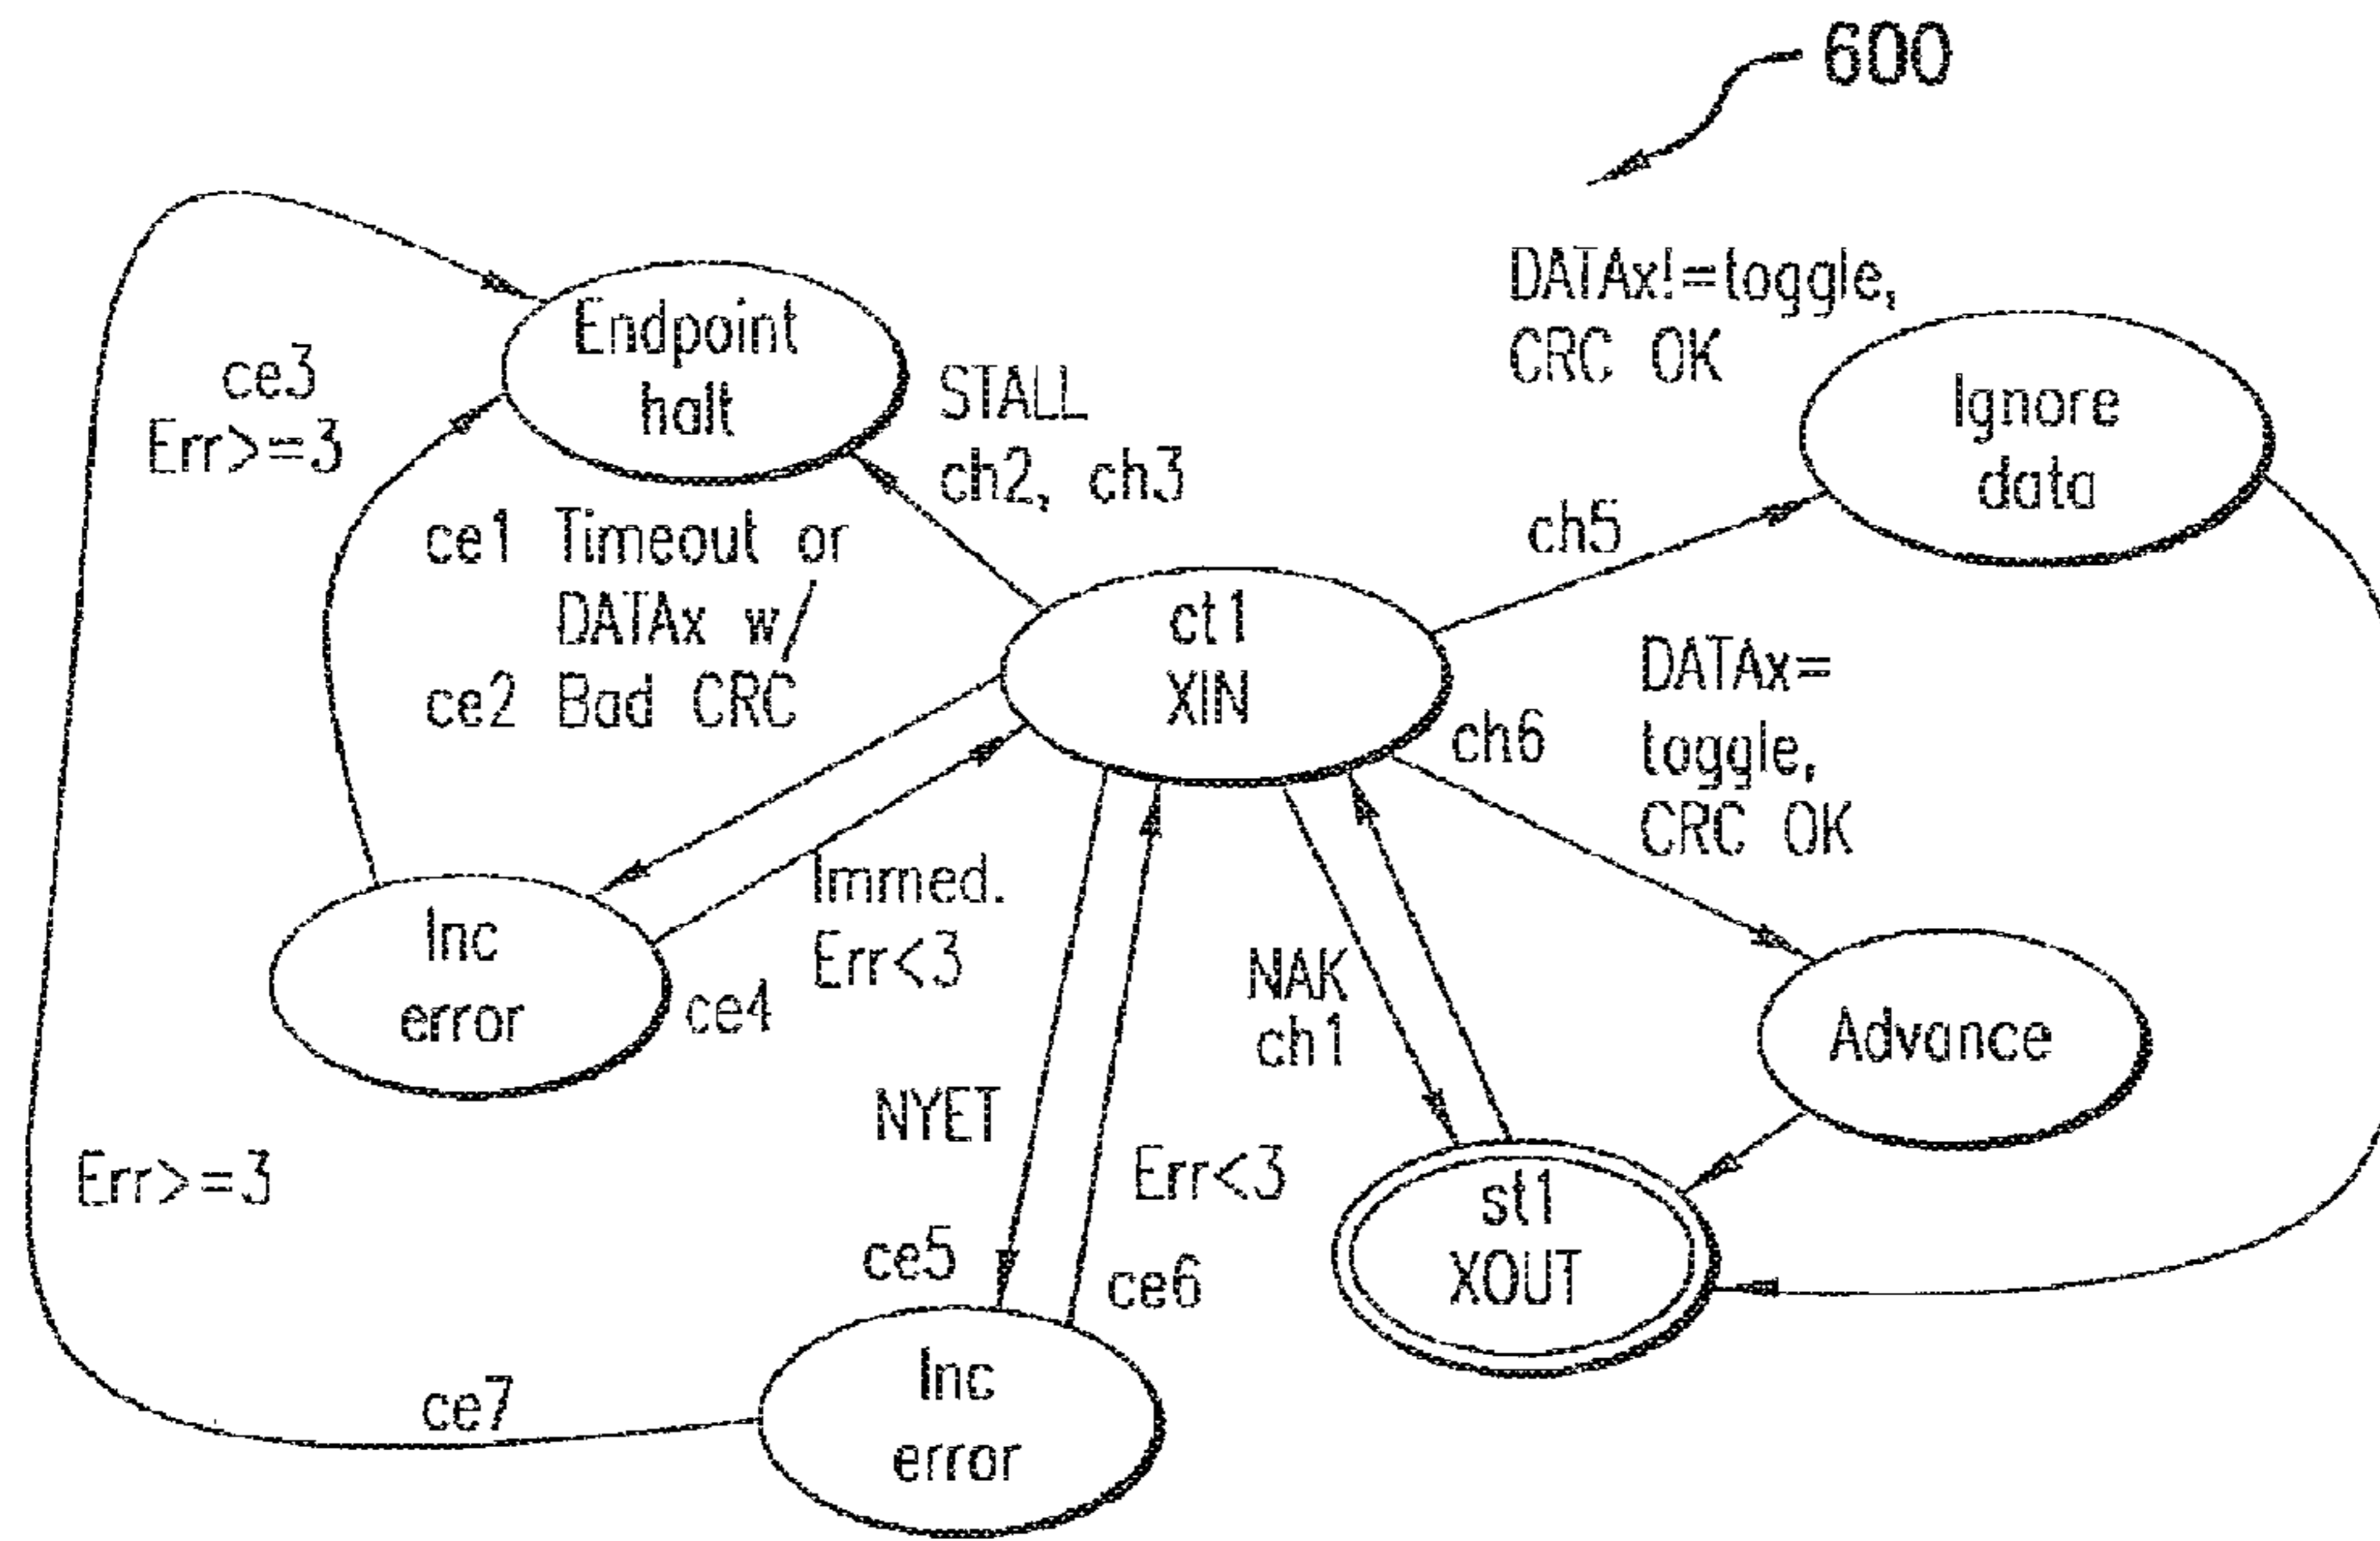 600
DATAx!=toggle,
CRC OK
Endpoint
halt
ce3
Err>=3
STALL
ch2, ch3
Ignore
data
ch5
ce1 Timeout or
DATAx w/
ce2 Bad CRC
ct1
XIN
DATAx=
toggle,
CRC OK
ch6
Immed.
Err<3
Inc
error
ce4
NAK
ch1
Advance
NYET
Err>=3
Err<3
st1
XOUT
ce5
ce6
Inc
error
ce7